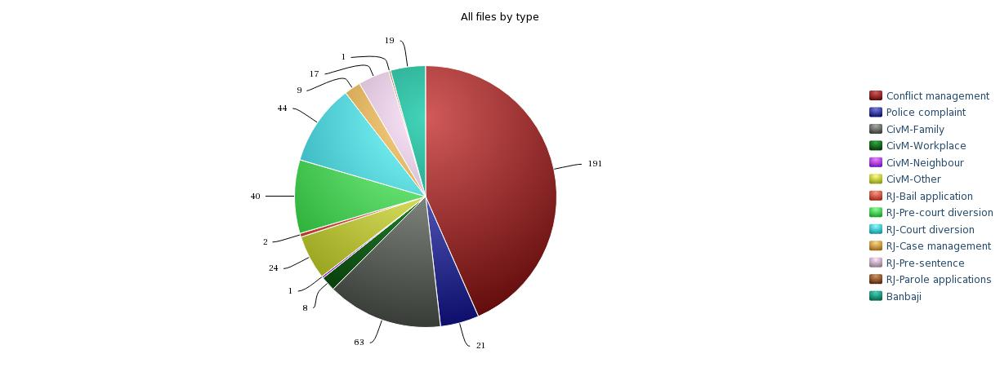 All files by type
19
1
17
9
44
40
2
24
1
8
63
21
191
Conflict management
Police complaint
CivM-Family
CivM-Workplace
CivM-Neighbour
CivM-Other
RJ-Bail application
RJ-Pre-court diversion
RJ-Court diversion
RJ-Case management
RJ-Pre-sentence
RJ-Parole applications
Banbaji